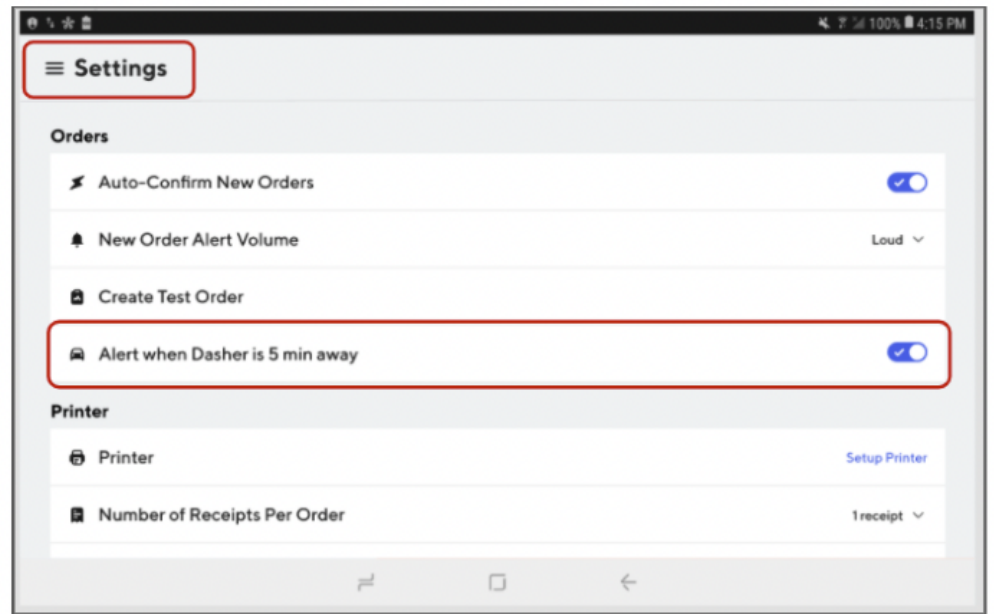 100% 4:15 PM
Settings
Orders
Auto-Confirm New Orders
New Order Alert Volume
Loud
Create Test Order
Alert when Dasher is 5 min away
Printer
Printer
Setup Printer
Number of Receipts Per Order
1 receipt